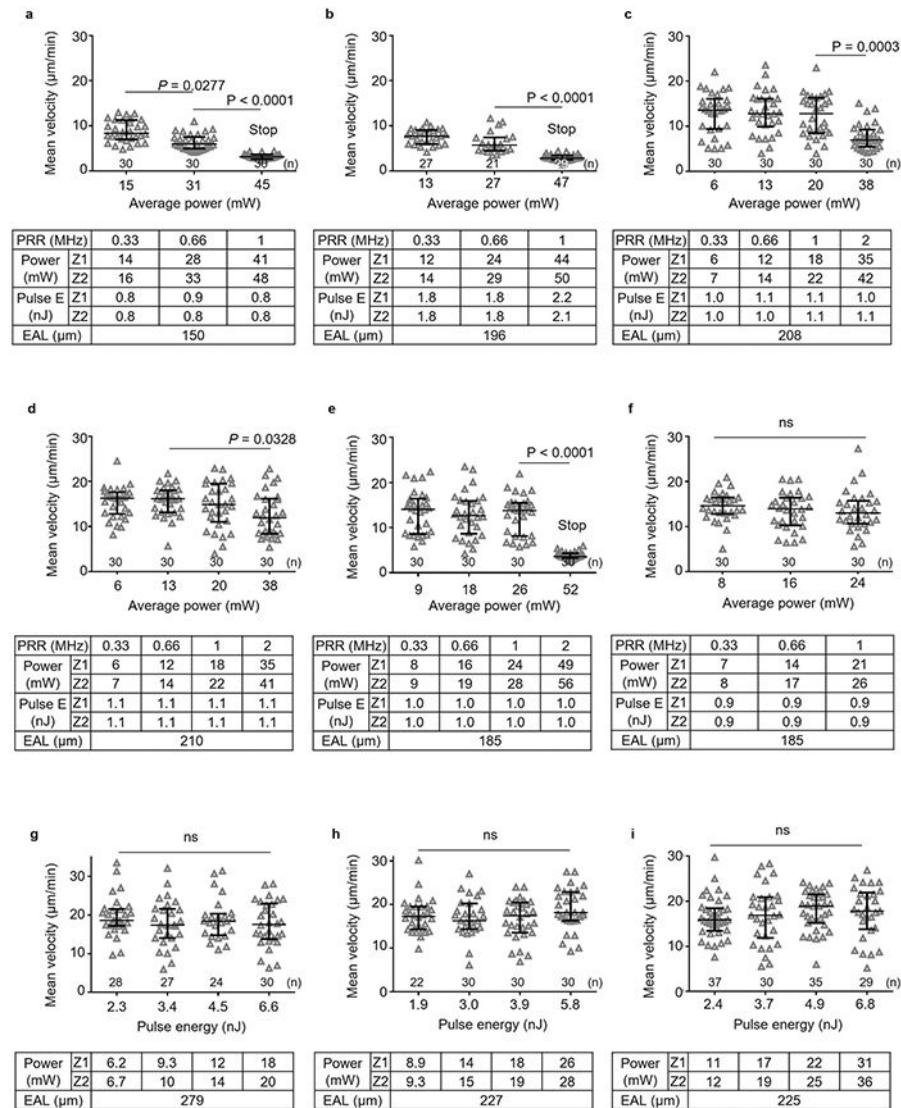 a
Mean velocity (µm/min)
30
20
10
0
P = 0.0277
P < 0.0001
Stop
30 30 30 (n)
15 31 45
Average power (mW)
PRR (MHz) 0.33 0.66 1
Power (mW) Z1 14 28 41
Z2 16 33 48
Pulse E (nJ) Z1 0.8 0.9 0.8
Z2 0.8 0.8 0.8
EAL (µm) 150
b
Mean velocity (µm/min)
30
20
10
0
P < 0.0001
Stop
27 21 (n)
13 27 47
Average power (mW)
PRR (MHz) 0.33 0.66 1
Power (mW) Z1 12 24 44
Z2 14 29 50
Pulse E (nJ) Z1 1.8 1.8 2.2
Z2 1.8 1.8 2.1
EAL (µm) 196
c
Mean velocity (µm/min)
30
20
10
0
P = 0.0003
30 30 30 30 (n)
6 13 20 38
Average power (mW)
PRR (MHz) 0.33 0.66 1 2
Power (mW) Z1 6 12 18 35
Z2 7 14 22 42
Pulse E (nJ) Z1 1.0 1.1 1.1 1.0
Z2 1.0 1.0 1.1 1.1
EAL (µm) 208
d
Mean velocity (µm/min)
30
20
10
0
P = 0.0328
30 30 30 30 (n)
6 13 20 38
Average power (mW)
PRR (MHz) 0.33 0.66 1 2
Power (mW) Z1 6 12 18 35
Z2 7 14 22 41
Pulse E (nJ) Z1 1.1 1.1 1.1 1.1
Z2 1.1 1.1 1.1 1.1
EAL (µm) 210
e
Mean velocity (µm/min)
30
20
10
0
P < 0.0001
Stop
30 30 30 30 (n)
9 18 26 52
Average power (mW)
PRR (MHz) 0.33 0.66 1 2
Power (mW) Z1 8 16 24 49
Z2 9 19 28 56
Pulse E (nJ) Z1 1.0 1.0 1.0 1.0
Z2 1.0 1.0 1.0 1.0
EAL (µm) 185
f
Mean velocity (µm/min)
30
20
10
0
ns
30 30 30 (n)
8 16 24
Average power (mW)
PRR (MHz) 0.33 0.66 1
Power (mW) Z1 7 14 21
Z2 8 17 26
Pulse E (nJ) Z1 0.9 0.9 0.9
Z2 0.9 0.9 0.9
EAL (µm) 185
g
Mean velocity (µm/min)
30
20
10
0
ns
28 27 24 30 (n)
2.3 3.4 4.5 6.6
Pulse energy (nJ)
Power (mW) Z1 6.2 9.3 12 18
Z2 6.7 10 14 20
EAL (µm) 279
h
Mean velocity (µm/min)
30
20
10
0
ns
22 30 30 30 (n)
1.9 3.0 3.9 5.8
Pulse energy (nJ)
Power (mW) Z1 8.9 14 18 26
Z2 9.3 15 19 28
EAL (µm) 227
i
Mean velocity (µm/min)
30
20
10
0
ns
37 30 35 29 (n)
2.4 3.7 4.9 6.8
Pulse energy (nJ)
Power (mW) Z1 11 17 22 31
Z2 12 19 25 36
EAL (µm) 225